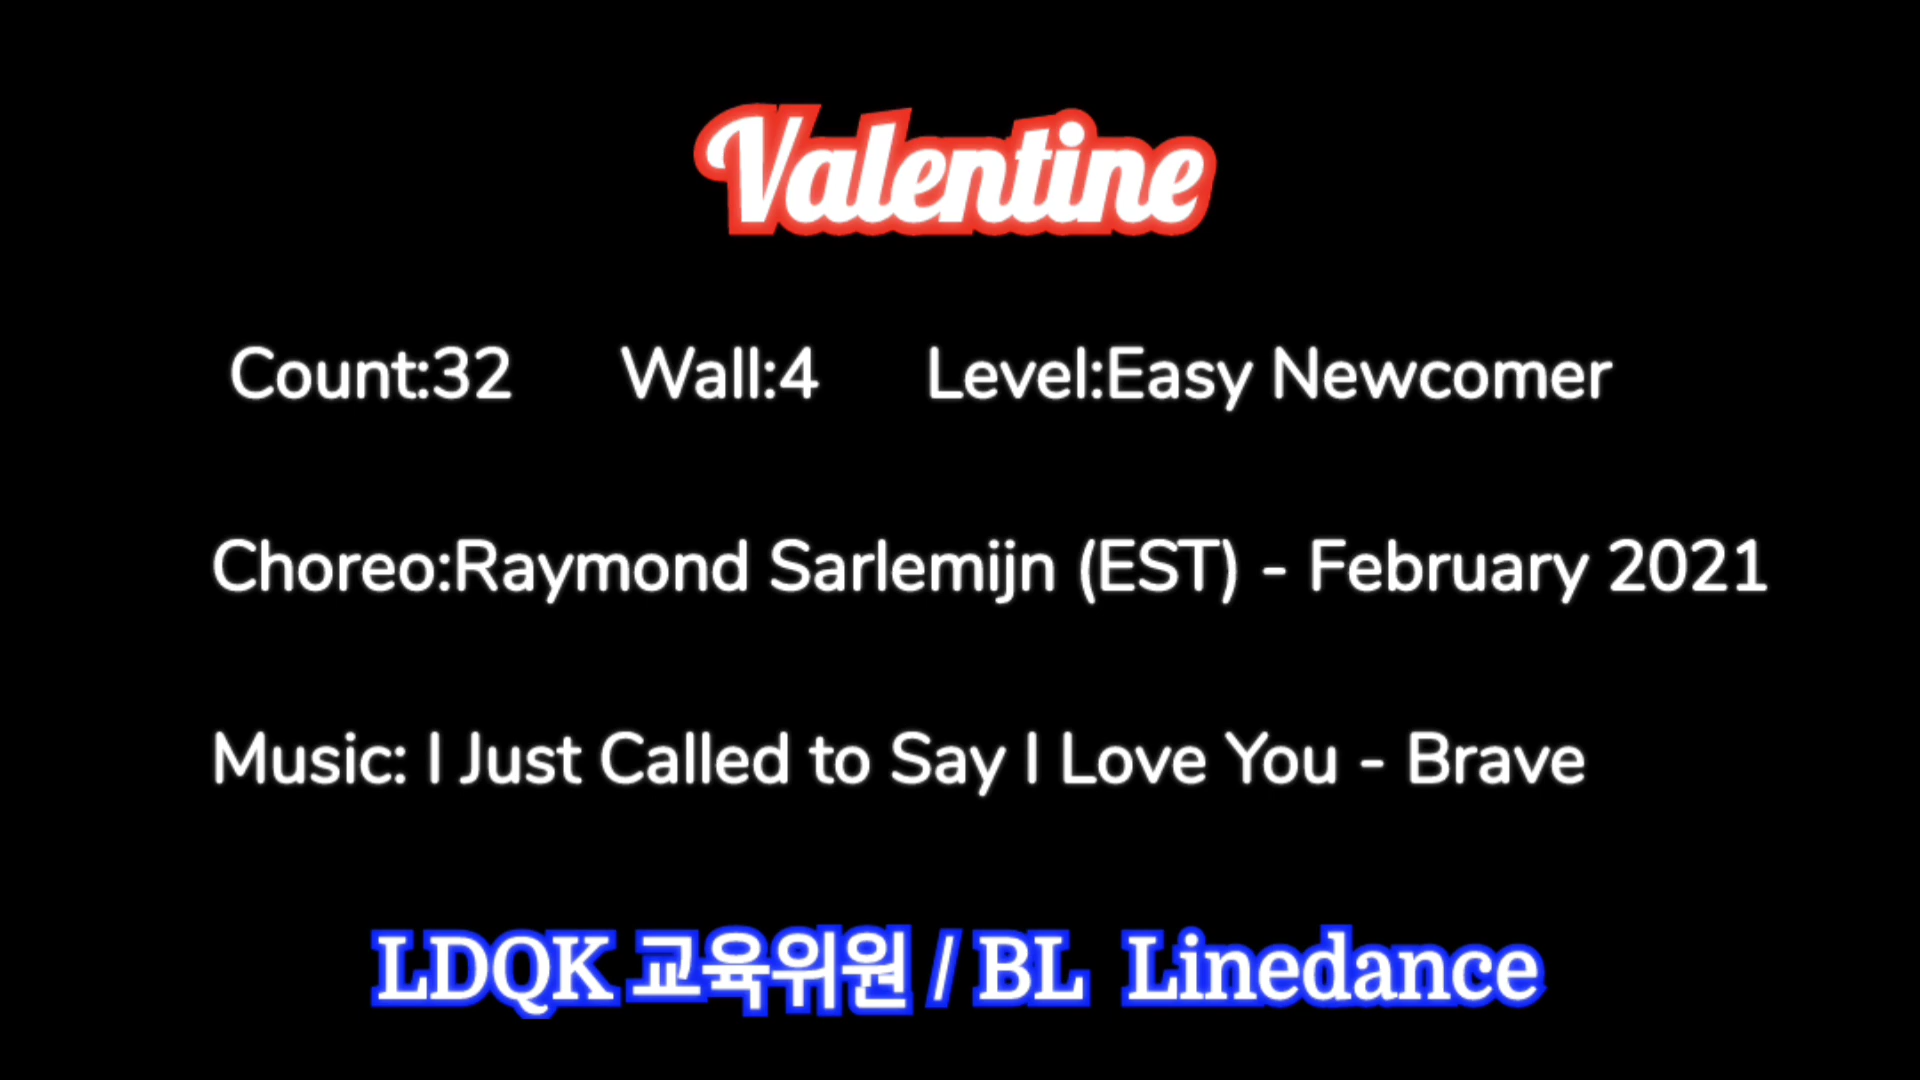 Valentine
Count:32 Wall:4 Level:Easy Newcomer
Choreo:Raymond Sarlemijn (EST) - February 2021
Music: I Just Called to Say I Love You - Brave
LDQK 교육위원 / BL Linedance